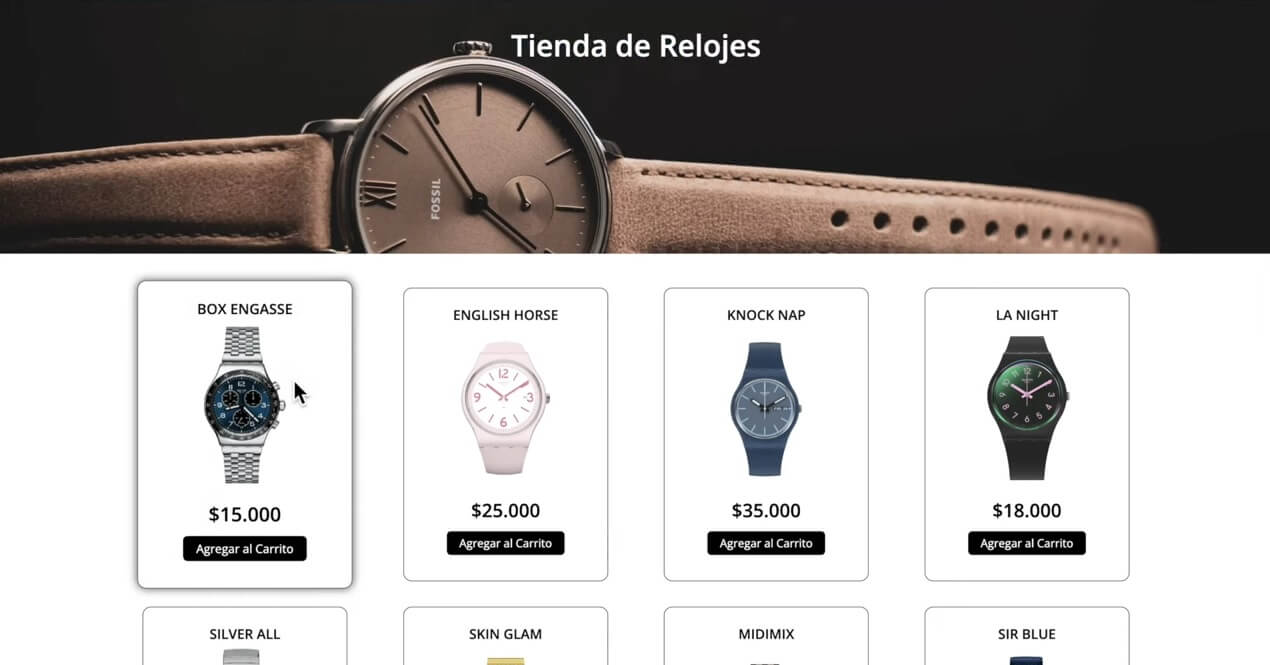 Tienda de Relojes
FOSSIL
BOX ENGASSE
$15.000
Agregar al Carrito
ENGLISH HORSE
$25.000
Agregar al Carrito
KNOCK NAP
$35.000
Agregar al Carrito
LA NIGHT
$18.000
Agregar al Carrito
SILVER ALL
SKIN GLAM
MIDIMIX
SIR BLUE